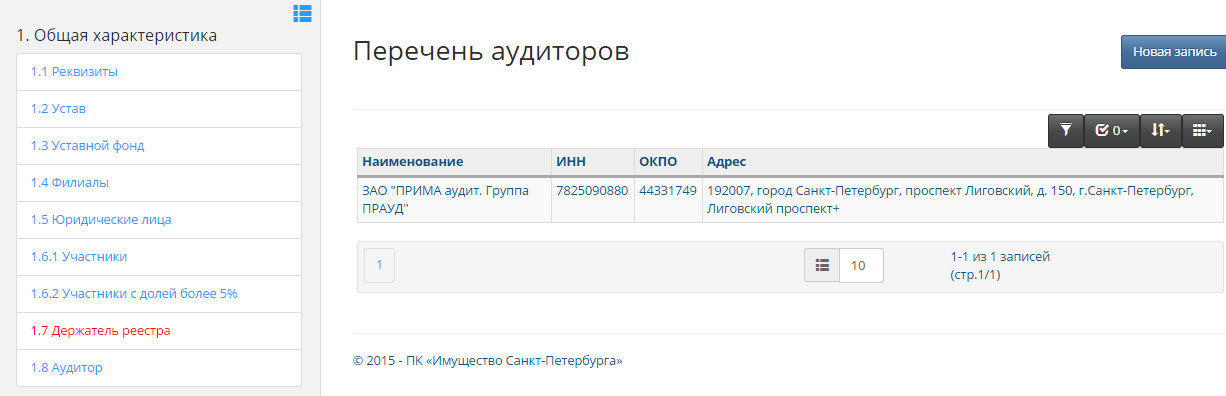 1. Общая характеристика
1.1 Реквизиты
1.2 Устав
1.3 Уставной фонд
1.4 Филиалы
1.5 Юридические лица
1.6.1 Участники
1.6.2 Участники с долей более 5%
1.7 Держатель реестра
1.8 Аудитор
Перечень аудиторов
Новая запись
0
Наименование ИНН ОКПО Адрес
ЗАО "ПРИМА аудит. Группа 7825090880 44331749 192007, город Санкт-Петербург, проспект Лиговский, д. 150, г.Санкт-Петербург,
ПРАУД" Лиговский проспект+
1 10 1-1 из 1 записей
(стр.1/1)
© 2015 - ПК «Имущество Санкт-Петербурга»